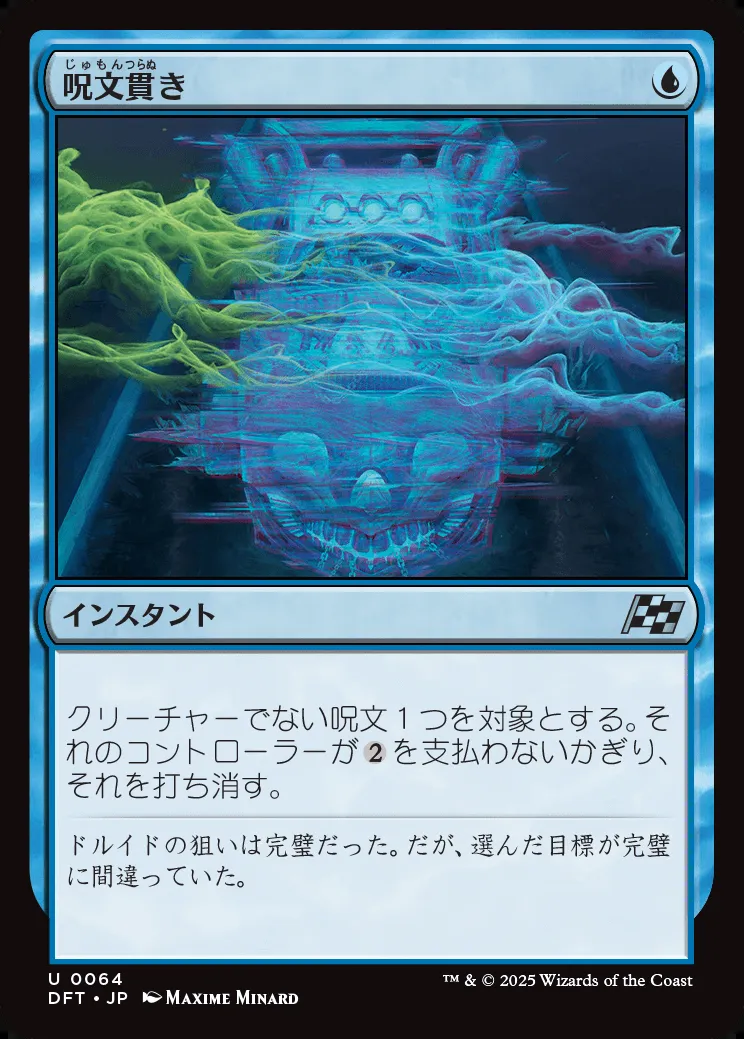 じゅもんつらぬ
呪文貫き
インスタント
クリーチャーでない呪文1つを対象とする。そ
れのコントローラーが2を支払わないかぎり、
それを打ち消す。
ドルイドの狙いは完璧だった。だが、選んだ目標が完璧
に間違っていた。
U 0064
DFT • JP MAXIME MINARD
™ & © 2025 Wizards of the Coast